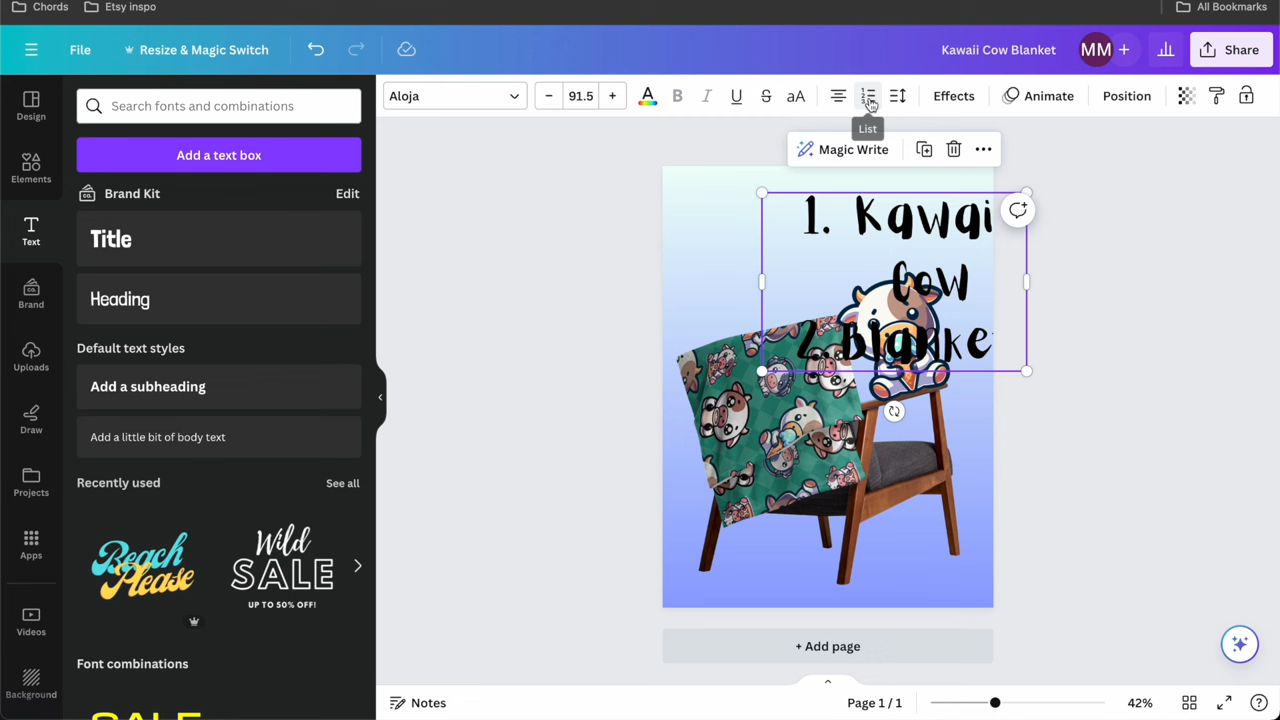 Chords
Etsy inspo
All Bookmarks
File
Resize & Magic Switch
Kawaii Cow Blanket
MM
+
Share
Design
Elements
Text
Brand
Uploads
Draw
Projects
Apps
Videos
Background
Search fonts and combinations
Add a text box
Brand Kit
Edit
Title
Heading
Default text styles
Add a subheading
Add a little bit of body text
Recently used
See all
Beach
Please
Wild
SALE
UP TO 50% OFF!
Font combinations
Aloja
− 91.5 +
A
B
I
U
S
aA
Effects
Animate
Position
List
Magic Write
1. Kawai
Cow
2. Blanke
+ Add page
Notes
Page 1 / 1
42%